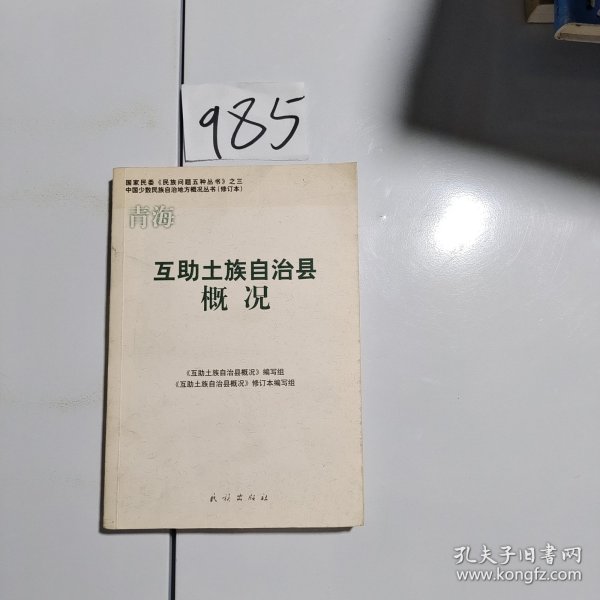 985
国家民委《民族问题五种丛书》之三
中国少数民族自治地方概况丛书(修订本)
青海
互助土族自治县
概况
《互助土族自治县概况》编写组
《互助土族自治县概况》修订本编写组
民族出版社
孔夫子旧书网
www.kongfz.com